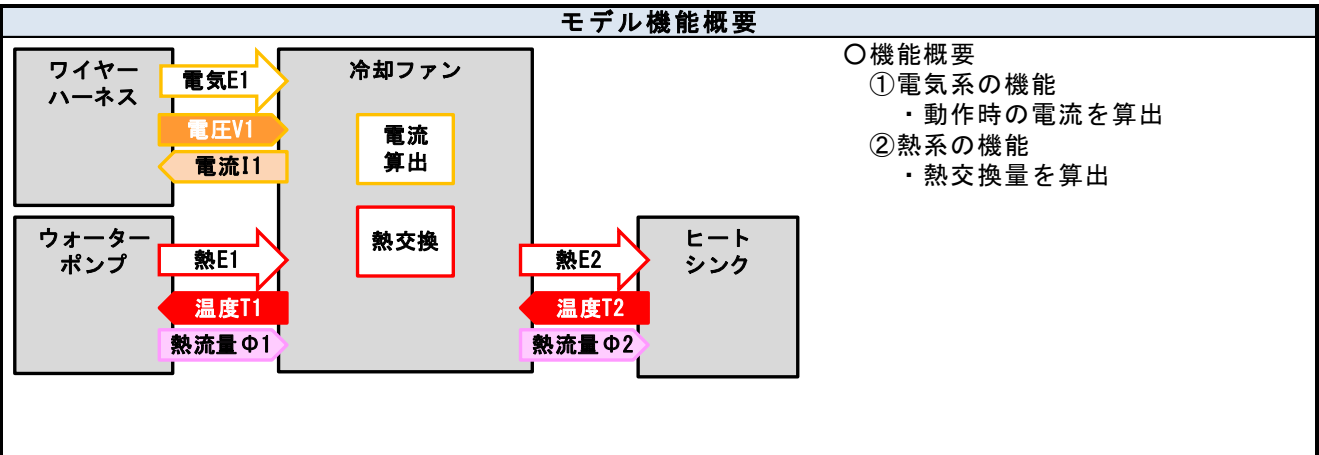 モデル機能概要
ワイヤー
ハーネス
電気E1
電圧V1
電流I1
冷却ファン
電流
算出
熱交換
ウォーター
ポンプ
熱E1
温度T1
熱流量Φ1
熱E2
温度T2
熱流量Φ2
ヒート
シンク
〇機能概要
①電気系の機能
・動作時の電流を算出
②熱系の機能
・熱交換量を算出